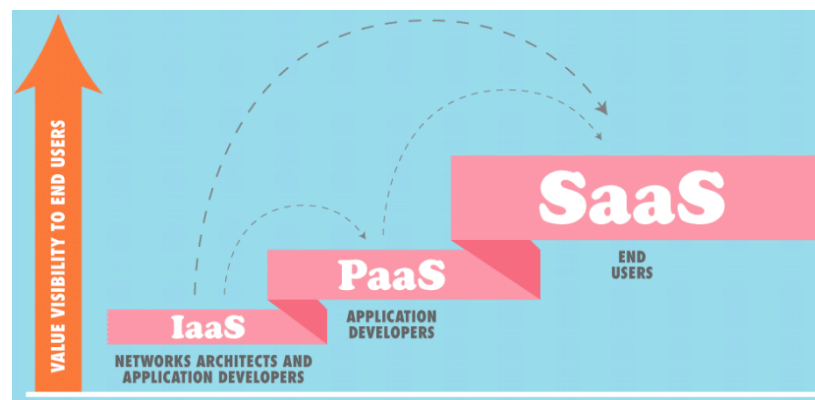 VALUE VISIBILITY TO END USERS
SaaS
END
USERS
PaaS
APPLICATION
DEVELOPERS
IaaS
NETWORKS ARCHITECTS AND
APPLICATION DEVELOPERS